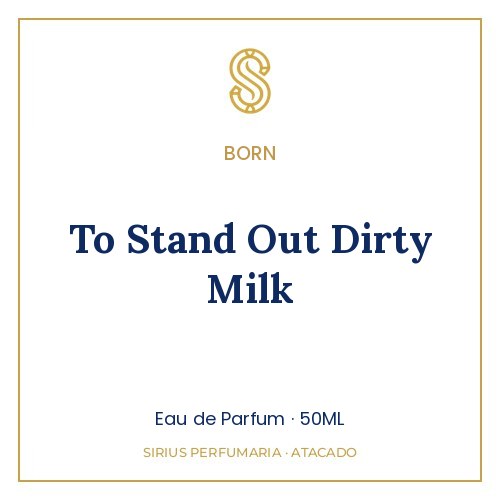 BORN
To Stand Out Dirty
Milk
Eau de Parfum · 50ML
SIRIUS PERFUMARIA · ATACADO